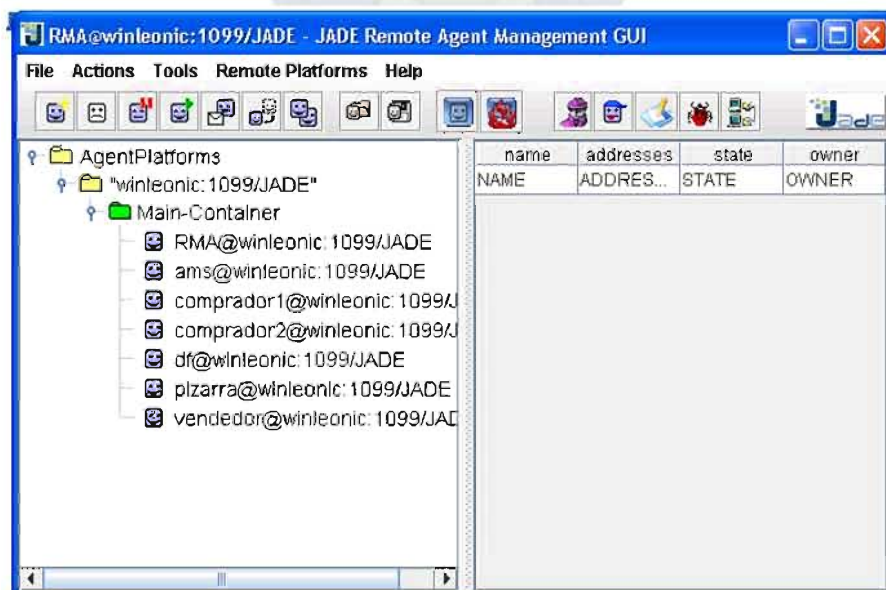 RMA@winleonic:1099/JADE - JADE Remote Agent Management GUI
File Actions Tools Remote Platforms Help
Jade
AgentPlatforms
"winleonic:1099/JADE"
Main-Container
RMA@winleonic:1099/JADE
ams@winleonic:1099/JADE
comprador1@winleonic:1099/J
comprador2@winleonic:1099/J
df@winleonic:1099/JADE
pizarra@winleonic:1099/JADE
vendedor@winleonic:1099/JAD
name addresses state owner
NAME ADDRES... STATE OWNER